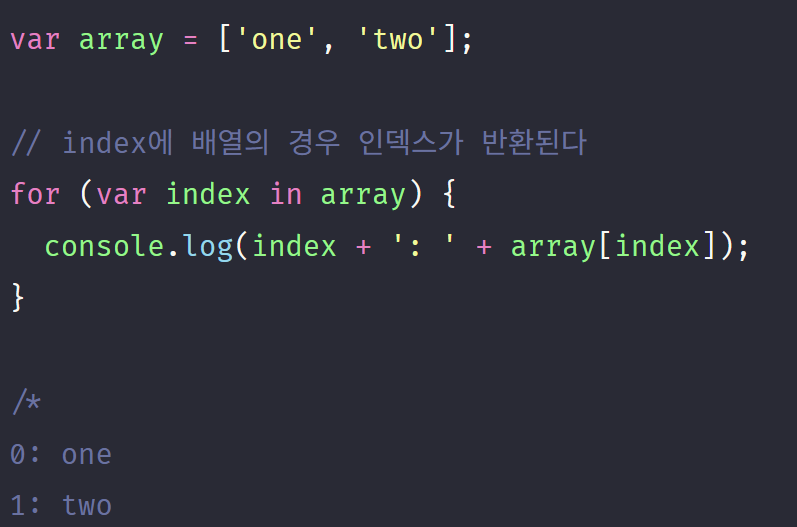 var array = ['one', 'two'];
// index에 배열의 경우 인덱스가 반환된다
for (var index in array) {
  console.log(index + ': ' + array[index]);
}
/*
0: one
1: two